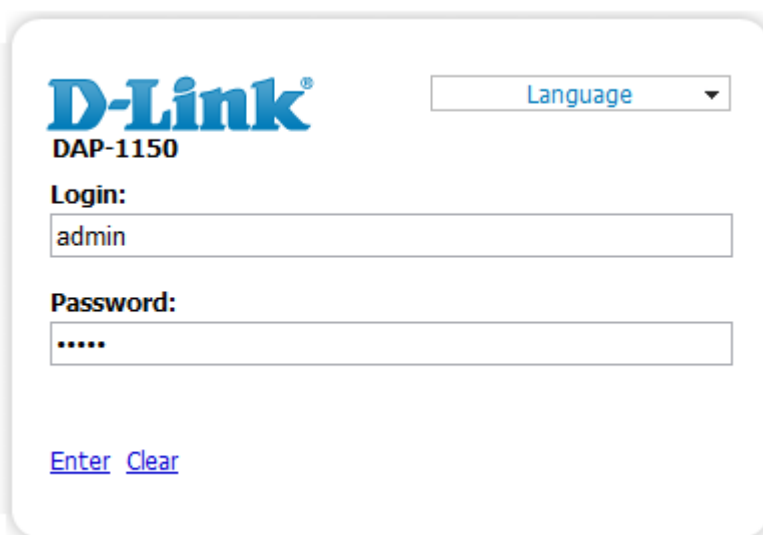 D-Link®
Language
DAP-1150
Login:
admin
Password:
•••••
Enter Clear